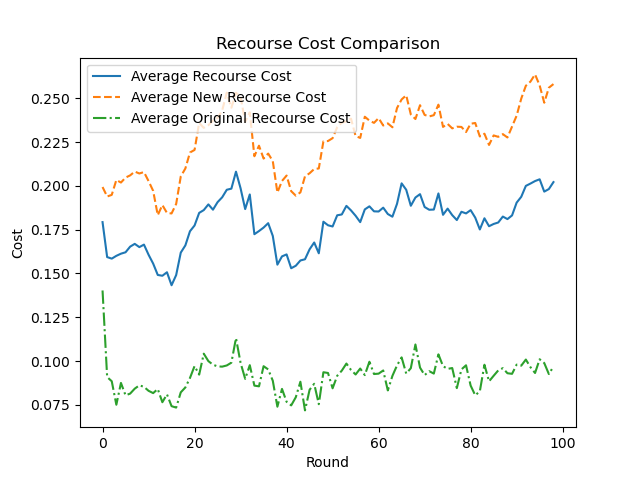 Recourse Cost Comparison
Average Recourse Cost
Average New Recourse Cost
Average Original Recourse Cost
Cost
0.250
0.225
0.200
0.175
0.150
0.125
0.100
0.075
0 20 40 60 80 100
Round